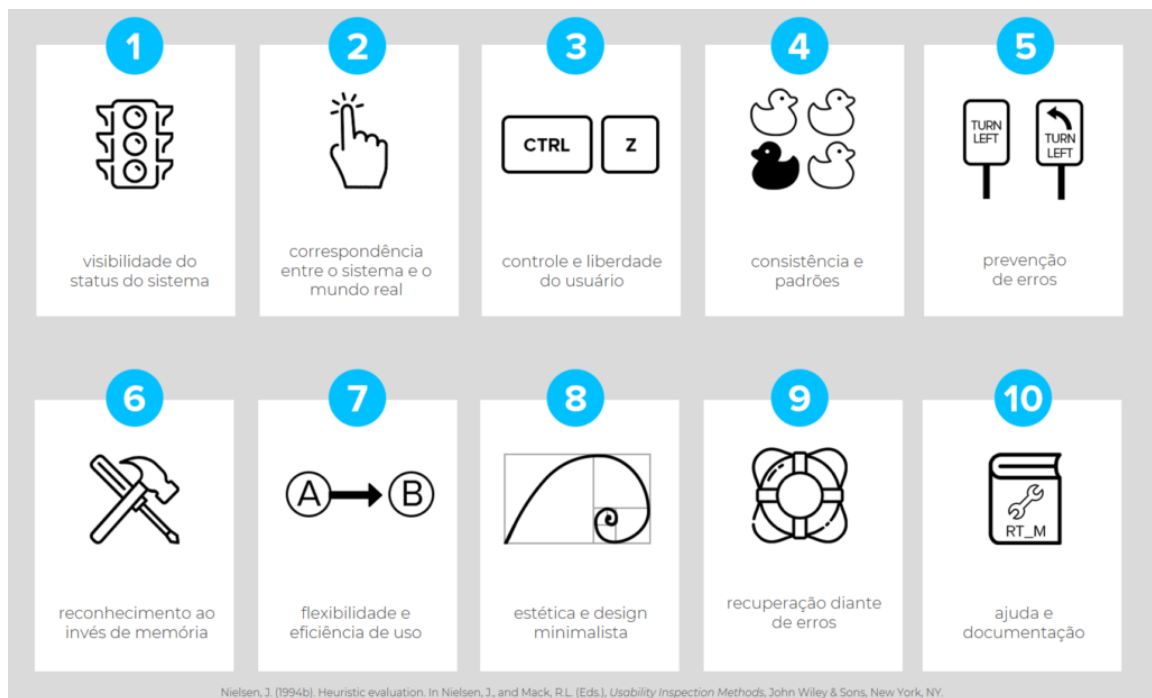 1
2
3
4
5
CTRL
Z
TURN
LEFT
TURN
LEFT
visibilidade do
status do sistema
correspondência
entre o sistema e o
mundo real
controle e liberdade
do usuário
consistência e
padrões
prevenção
de erros
6
7
8
9
10
A
B
RT_M
reconhecimento ao
invés de memória
flexibilidade e
eficiência de uso
estética e design
minimalista
recuperação diante
de erros
ajuda e
documentação
Nielsen, J. (1994b). Heuristic evaluation. In Nielsen, J., and Mack, R.L. (Eds.), Usability Inspection Methods, John Wiley & Sons, New York, NY.